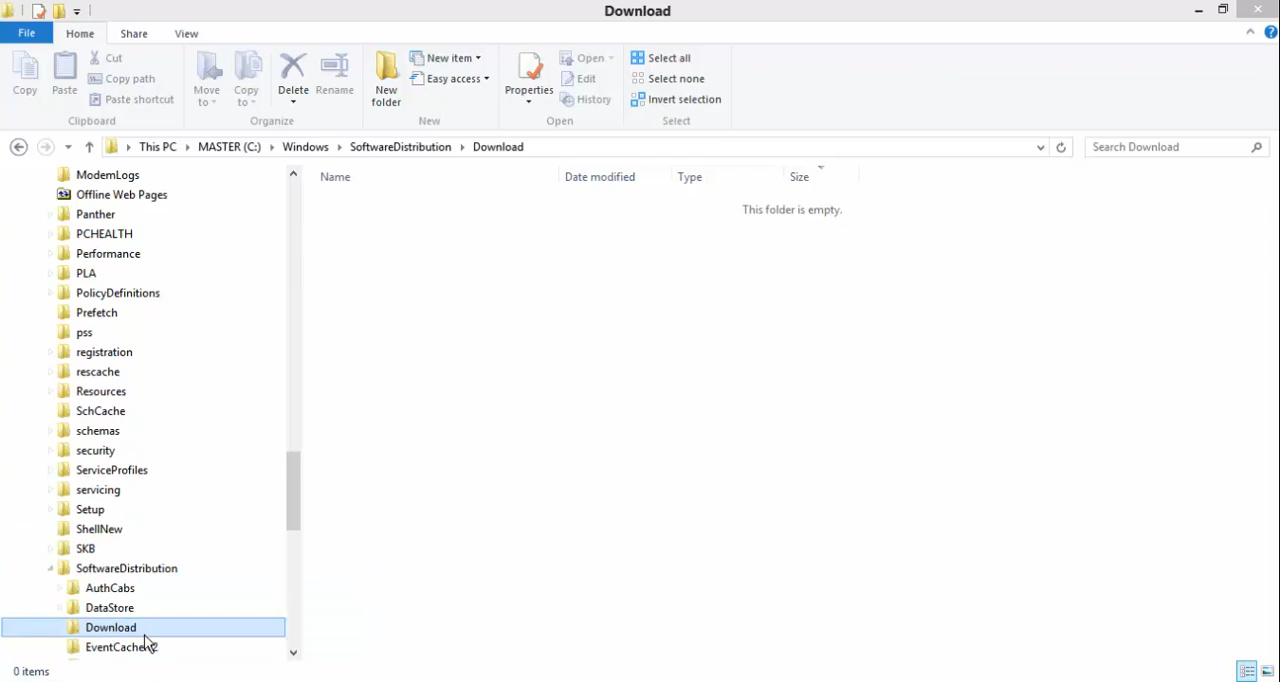 Download
File Home Share View
Copy
Paste
Cut
Copy path
Paste shortcut
Clipboard
Move to
Copy to
Delete
Rename
Organize
New folder
New item
Easy access
New
Properties
Open
Edit
History
Open
Select all
Select none
Invert selection
Select
This PC MASTER (C:) Windows SoftwareDistribution Download
Search Download
Name Date modified Type Size
This folder is empty.
ModemLogs
Offline Web Pages
Panther
PCHEALTH
Performance
PLA
PolicyDefinitions
Prefetch
pss
registration
rescache
Resources
SchCache
schemas
security
ServiceProfiles
servicing
Setup
ShellNew
SKB
SoftwareDistribution
AuthCabs
DataStore
Download
0 items